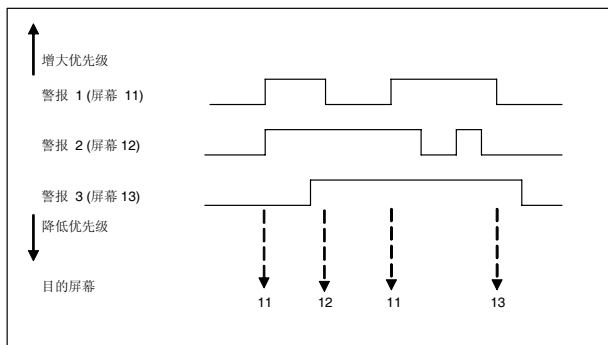 增大优先级
警报 1 (屏幕 11)
警报 2 (屏幕 12)
警报 3 (屏幕 13)
降低优先级
目的屏幕
11 12 11 13